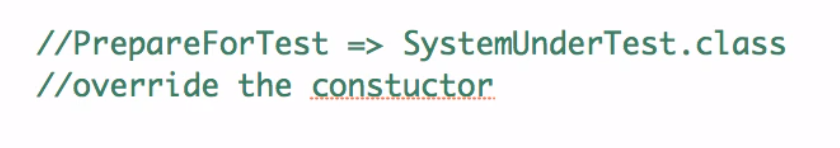 //PrepareForTest => SystemUnderTest.class
//override the constuctor